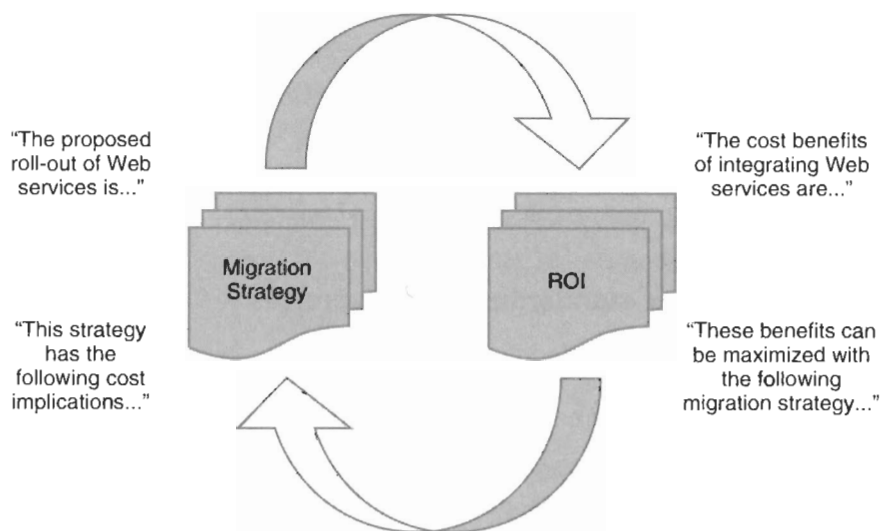 "The proposed
roll-out of Web
services is..."
"The cost benefits
of integrating Web
services are..."
Migration
Strategy
ROI
"This strategy
has the
following cost
implications..."
"These benefits can
be maximized with
the following
migration strategy..."